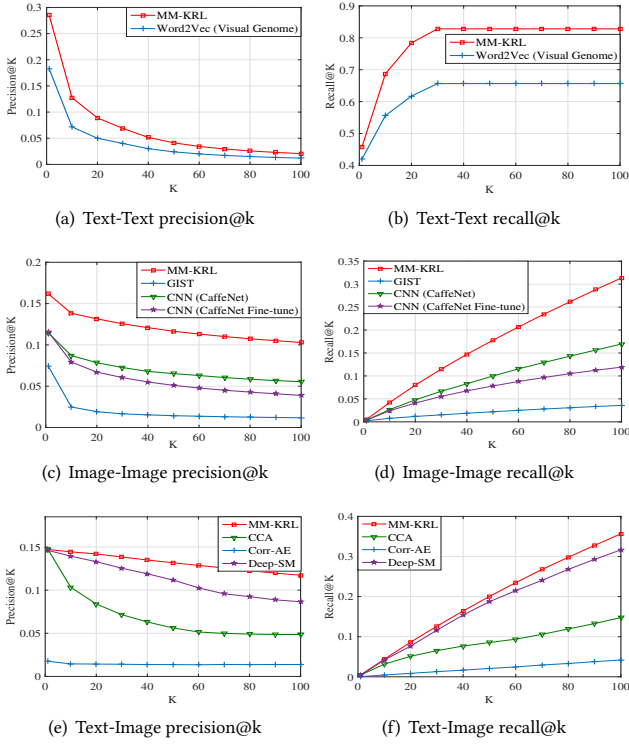 0.3
0.25
0.2
0.15
0.1
0.05
0
Precision@K
MM-KRL
Word2Vec (Visual Genome)
0 20 40 60 80 100
K
(a) Text-Text precision@k
0.9
0.8
0.7
0.6
0.5
0.4
Recall@K
MM-KRL
Word2Vec (Visual Genome)
0 20 40 60 80 100
K
(b) Text-Text recall@k
0.2
0.15
0.1
0.05
0
Precision@K
MM-KRL
GIST
CNN (CaffeNet)
CNN (CaffeNet Fine-tune)
0 20 40 60 80 100
K
(c) Image-Image precision@k
0.35
0.3
0.25
0.2
0.15
0.1
0.05
0
Recall@K
MM-KRL
GIST
CNN (CaffeNet)
CNN (CaffeNet Fine-tune)
0 20 40 60 80 100
K
(d) Image-Image recall@k
0.15
0.1
0.05
0
Precision@K
MM-KRL
CCA
Corr-AE
Deep-SM
0 20 40 60 80 100
K
(e) Text-Image precision@k
0.4
0.3
0.2
0.1
0
Recall@K
MM-KRL
CCA
Corr-AE
Deep-SM
0 20 40 60 80 100
K
(f) Text-Image recall@k